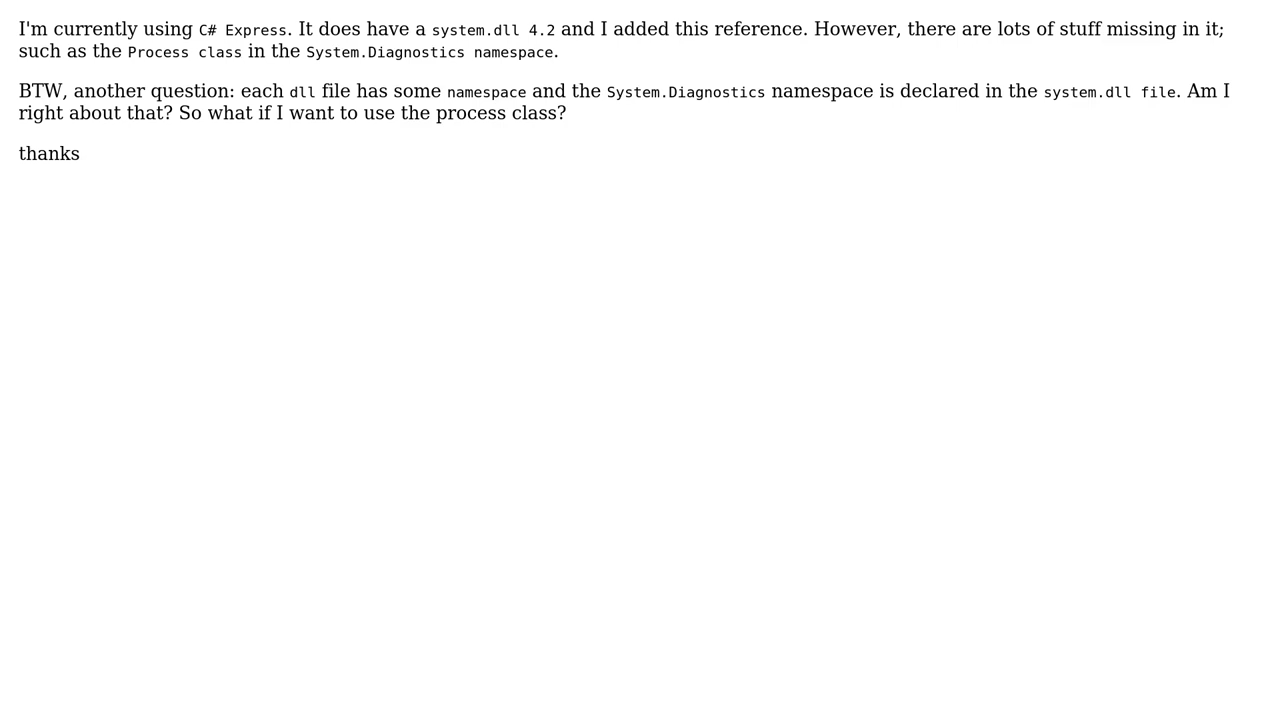 I'm currently using C# Express. It does have a system.dll 4.2 and I added this reference. However, there are lots of stuff missing in it;
such as the Process class in the System.Diagnostics namespace.
BTW, another question: each dll file has some namespace and the System.Diagnostics namespace is declared in the system.dll file. Am I
right about that? So what if I want to use the process class?
thanks